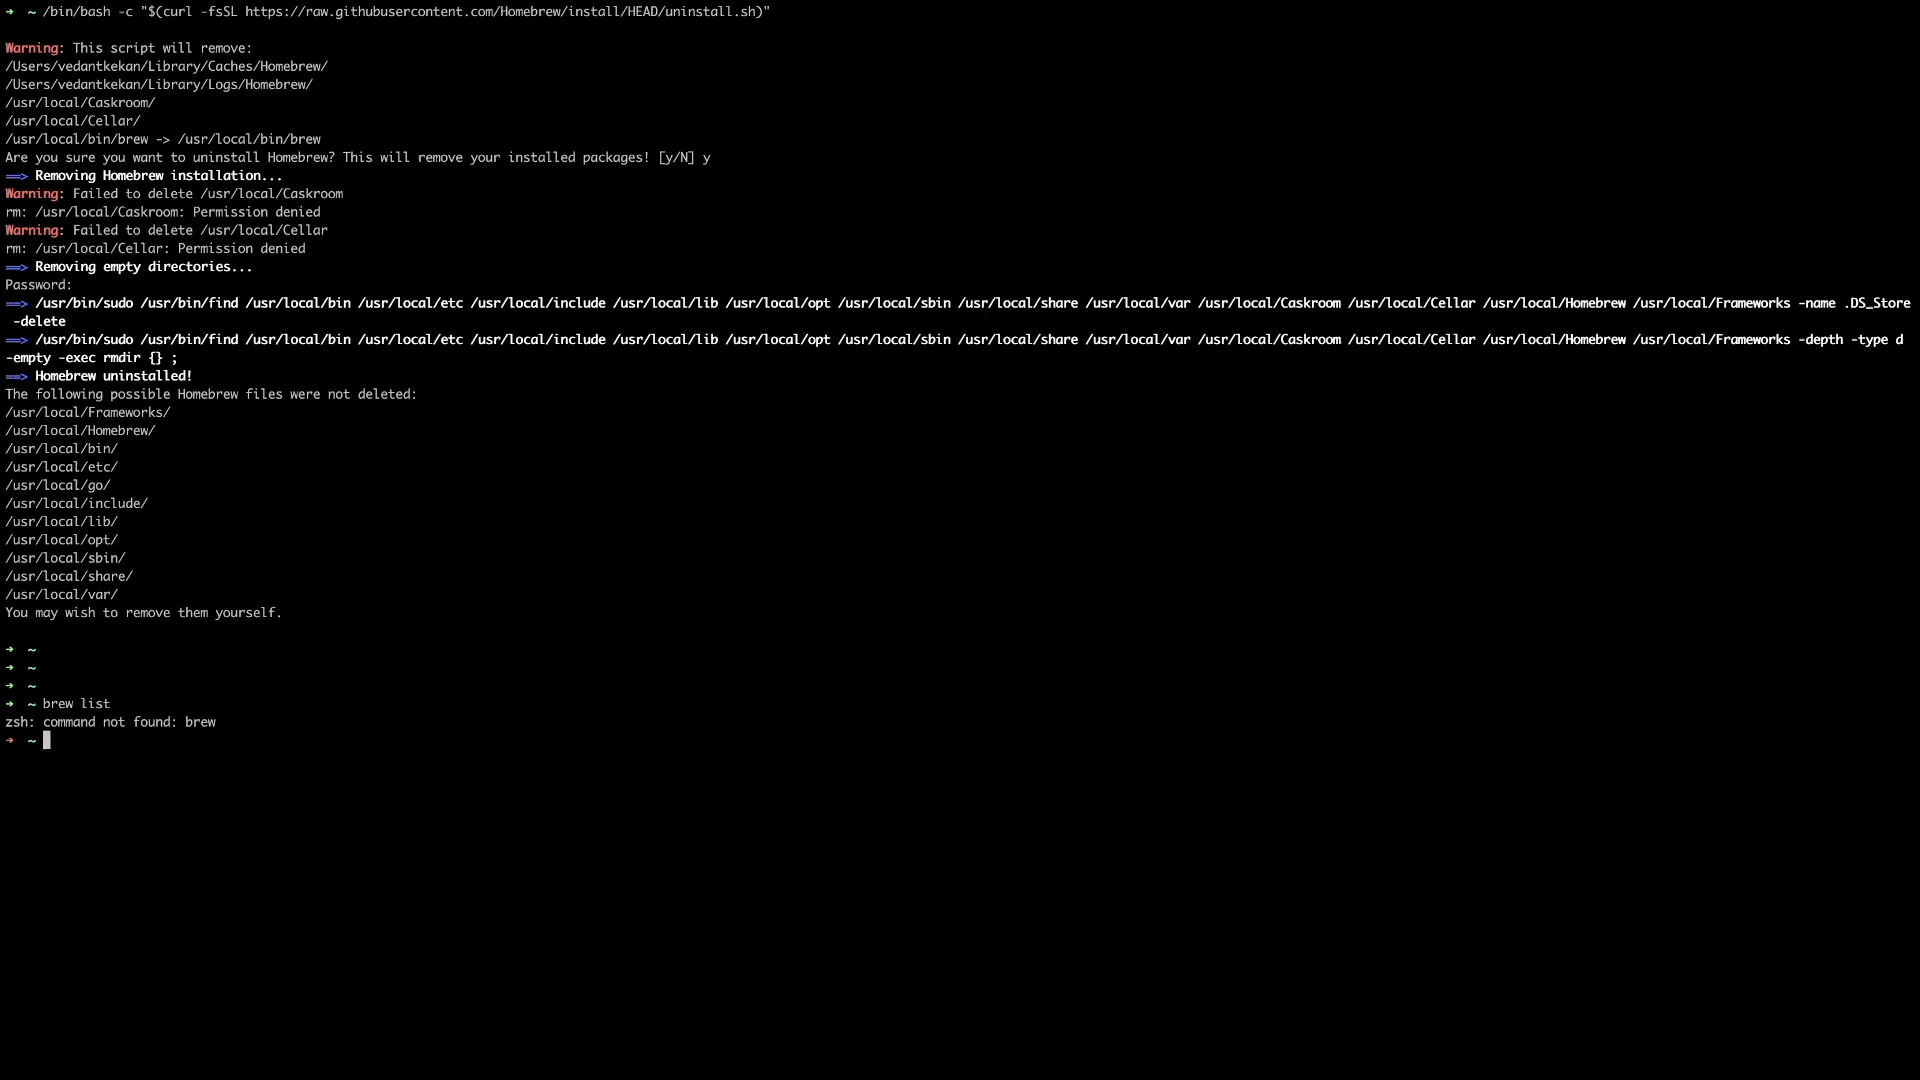 ➜  ~ /bin/bash -c "$(curl -fsSL https://raw.githubusercontent.com/Homebrew/install/HEAD/uninstall.sh)"
Warning: This script will remove:
/Users/vedantkekan/Library/Caches/Homebrew/
/Users/vedantkekan/Library/Logs/Homebrew/
/usr/local/Caskroom/
/usr/local/Cellar/
/usr/local/bin/brew -> /usr/local/bin/brew
Are you sure you want to uninstall Homebrew? This will remove your installed packages! [y/N] y
==> Removing Homebrew installation...
Warning: Failed to delete /usr/local/Caskroom
rm: /usr/local/Caskroom: Permission denied
Warning: Failed to delete /usr/local/Cellar
rm: /usr/local/Cellar: Permission denied
==> Removing empty directories...
Password:
==> /usr/bin/sudo /usr/bin/find /usr/local/bin /usr/local/etc /usr/local/include /usr/local/lib /usr/local/opt /usr/local/sbin /usr/local/share /usr/local/var /usr/local/Caskroom /usr/local/Cellar /usr/local/Homebrew /usr/local/Frameworks -name .DS_Store
-delete
==> /usr/bin/sudo /usr/bin/find /usr/local/bin /usr/local/etc /usr/local/include /usr/local/lib /usr/local/opt /usr/local/sbin /usr/local/share /usr/local/var /usr/local/Caskroom /usr/local/Cellar /usr/local/Homebrew /usr/local/Frameworks -depth -type d
-empty -exec rmdir {} ;
==> Homebrew uninstalled!
The following possible Homebrew files were not deleted:
/usr/local/Frameworks/
/usr/local/Homebrew/
/usr/local/bin/
/usr/local/etc/
/usr/local/go/
/usr/local/include/
/usr/local/lib/
/usr/local/opt/
/usr/local/sbin/
/usr/local/share/
/usr/local/var/
You may wish to remove them yourself.
➜  ~
➜  ~
➜  ~
➜  ~ brew list
zsh: command not found: brew
➜  ~